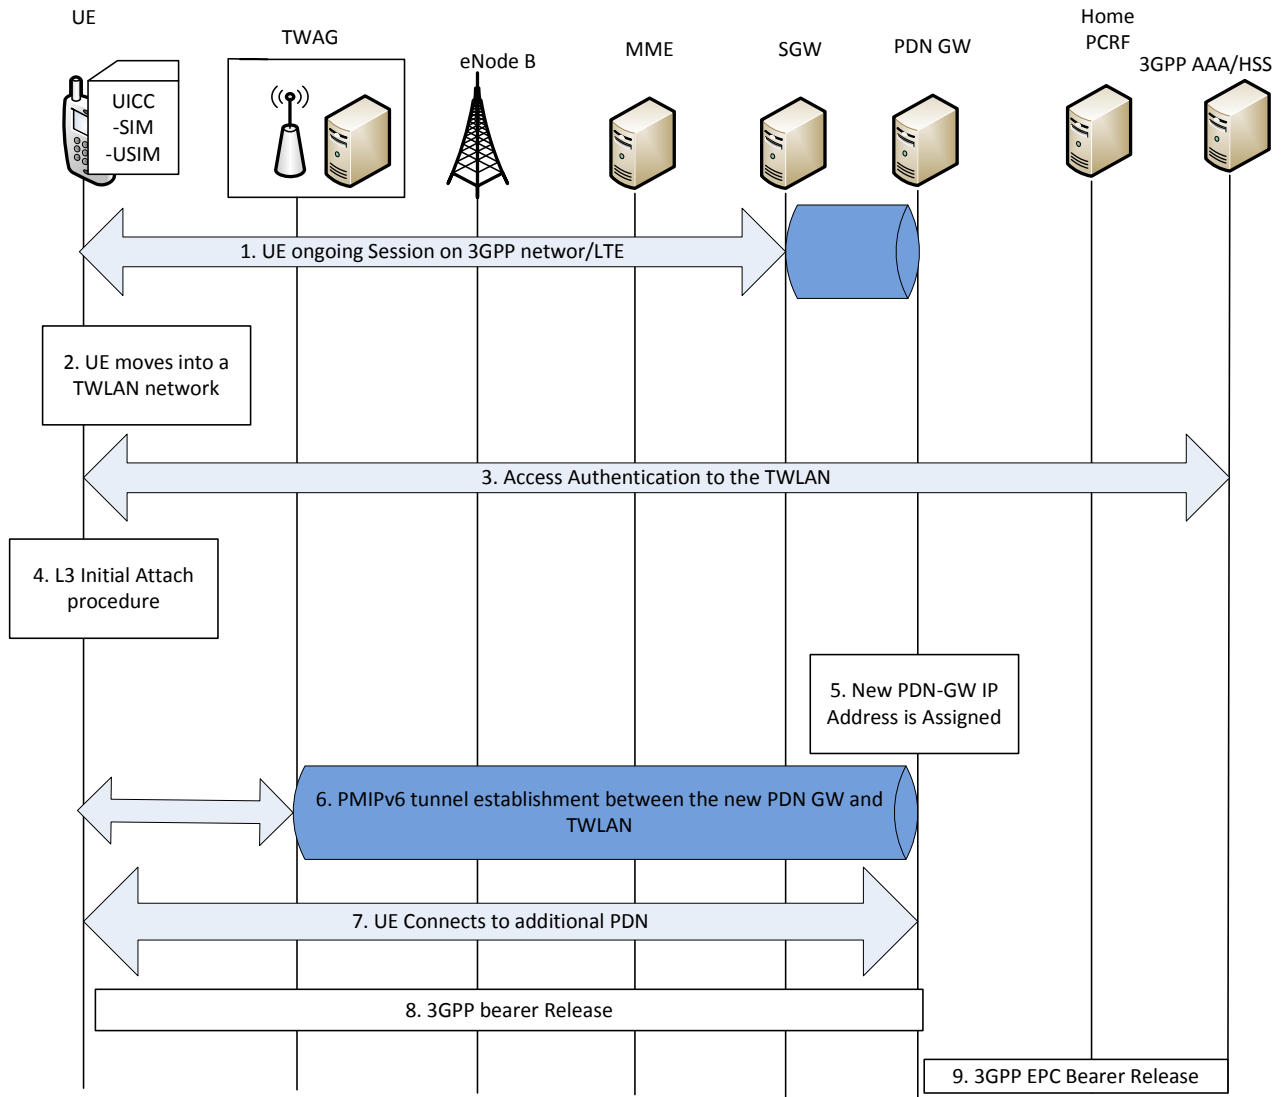 UE
TWAG
eNode B
MME
SGW
PDN GW
Home
PCRF
3GPP AAA/HSS
UICC
-SIM
-USIM
1. UE ongoing Session on 3GPP networ/LTE
2. UE moves into a
TWLAN network
3. Access Authentication to the TWLAN
4. L3 Initial Attach
procedure
5. New PDN-GW IP
Address is Assigned
6. PMIPv6 tunnel establishment between the new PDN GW and
TWLAN
7. UE Connects to additional PDN
8. 3GPP bearer Release
9. 3GPP EPC Bearer Release